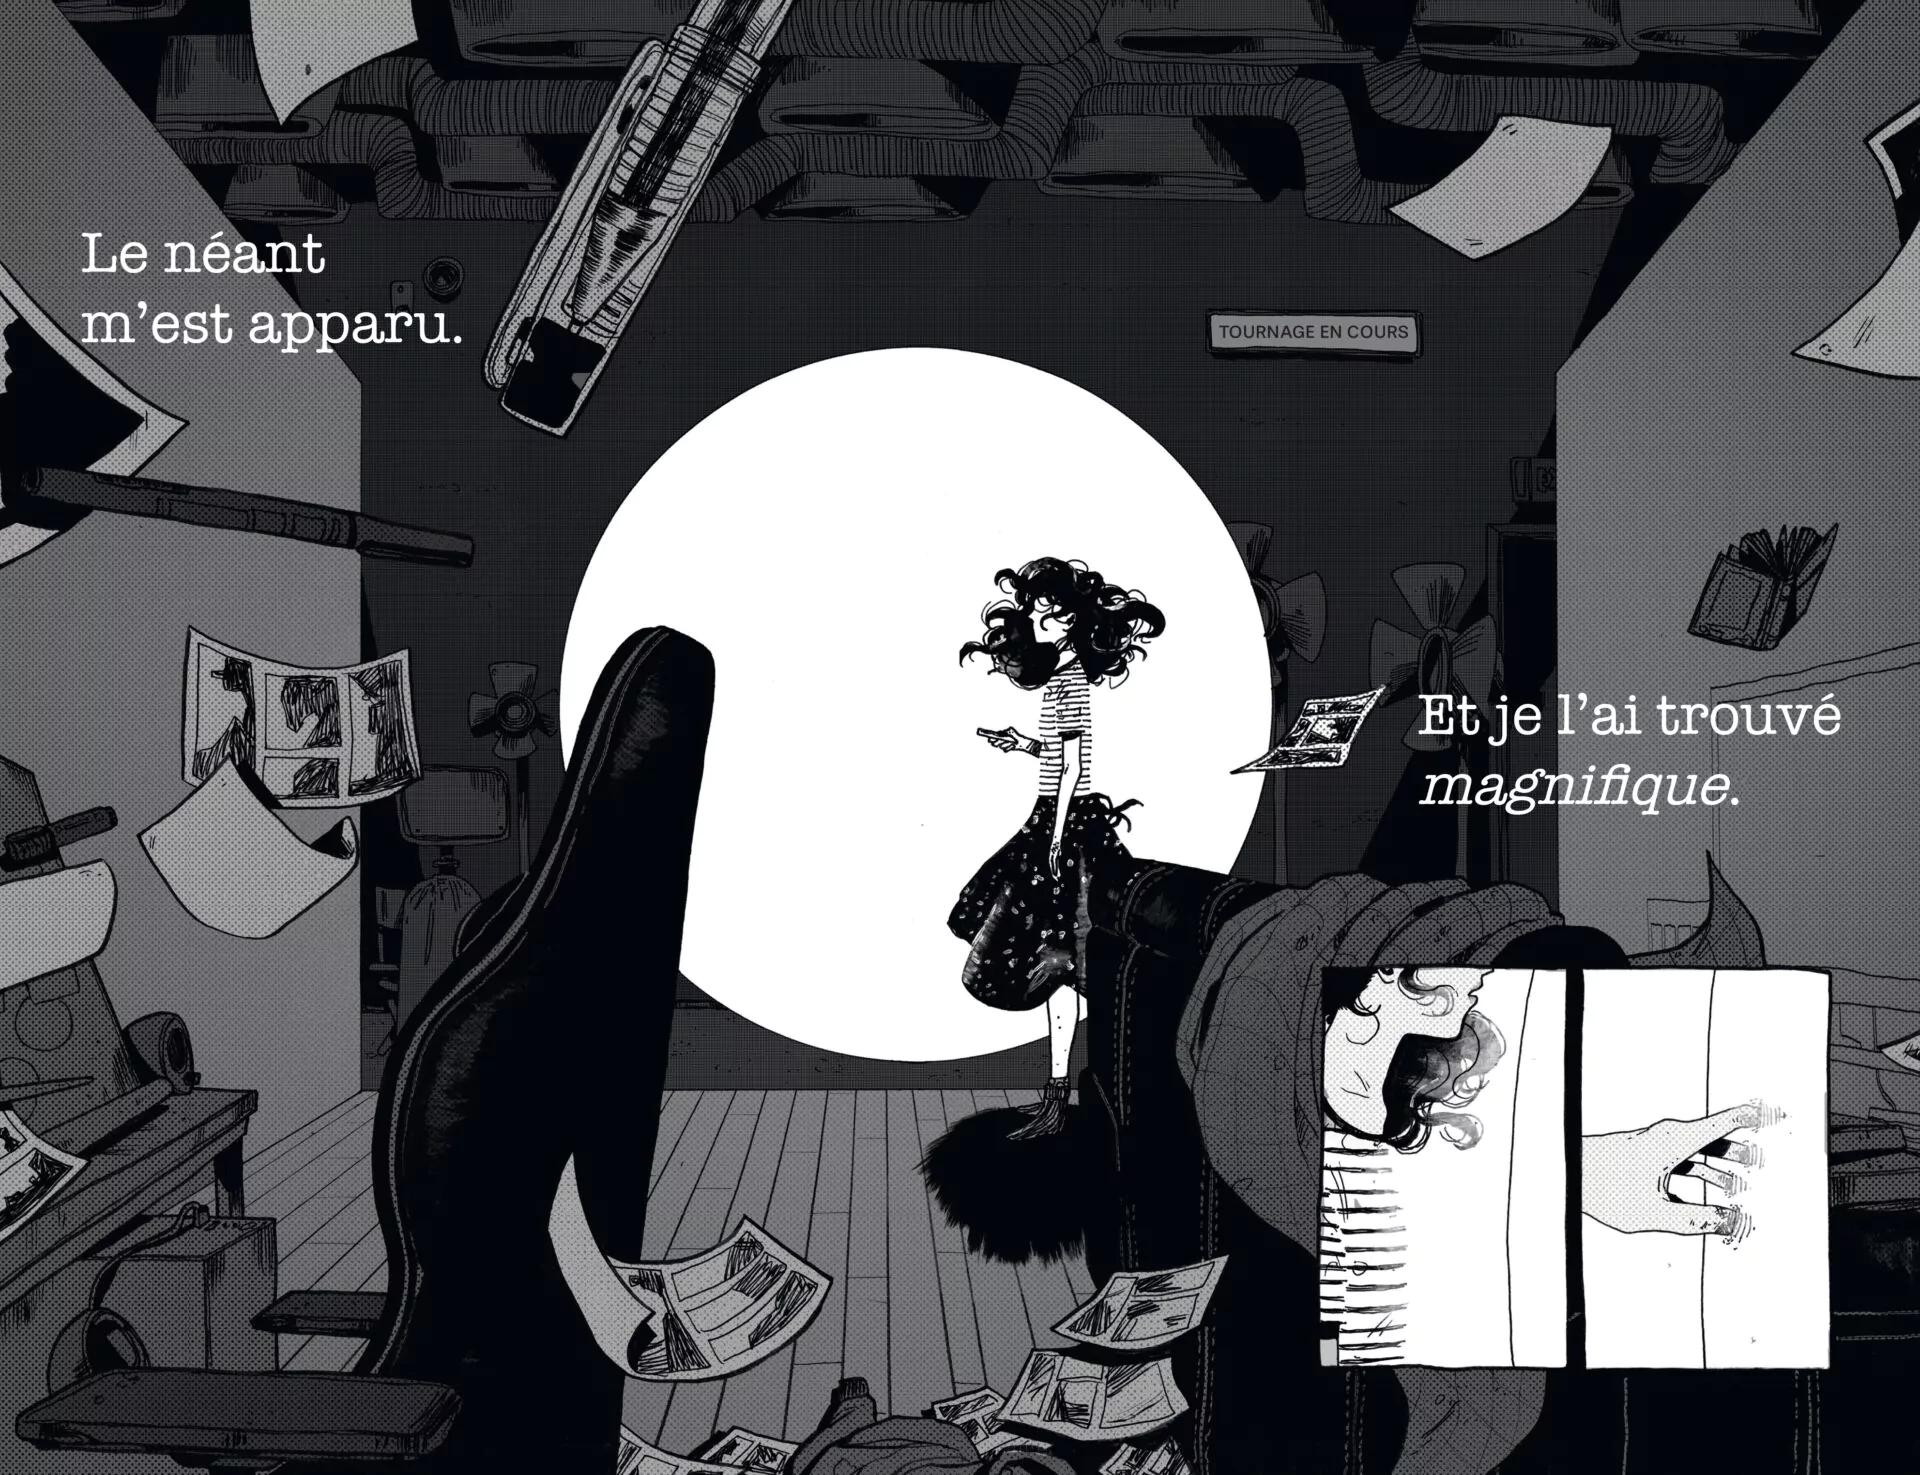 Le néant
m’est apparu.
TOURNAGE EN COURS
Et je l’ai trouvé
magnifique.